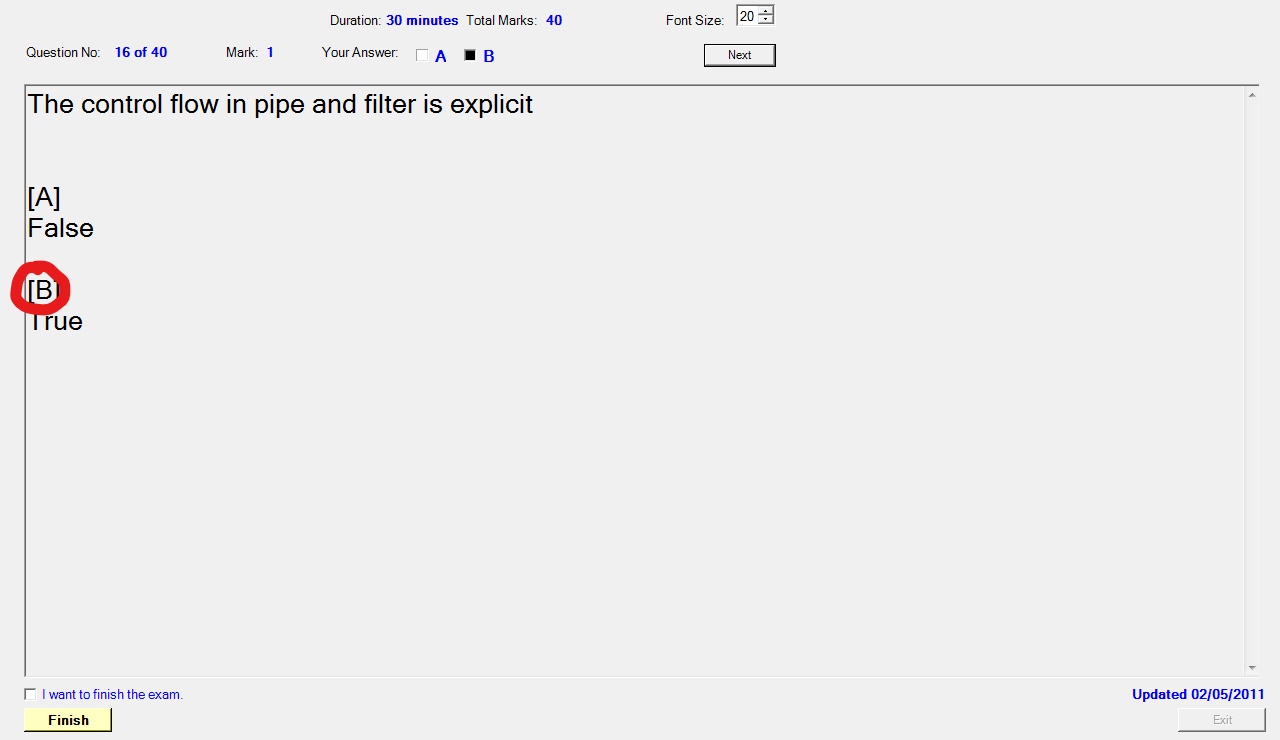 Duration: 30 minutes Total Marks: 40 Font Size: 20
Question No: 16 of 40 Mark: 1 Your Answer: A B Next
The control flow in pipe and filter is explicit
[A]
False
[B]
True
I want to finish the exam. Updated 02/05/2011
Finish Exit